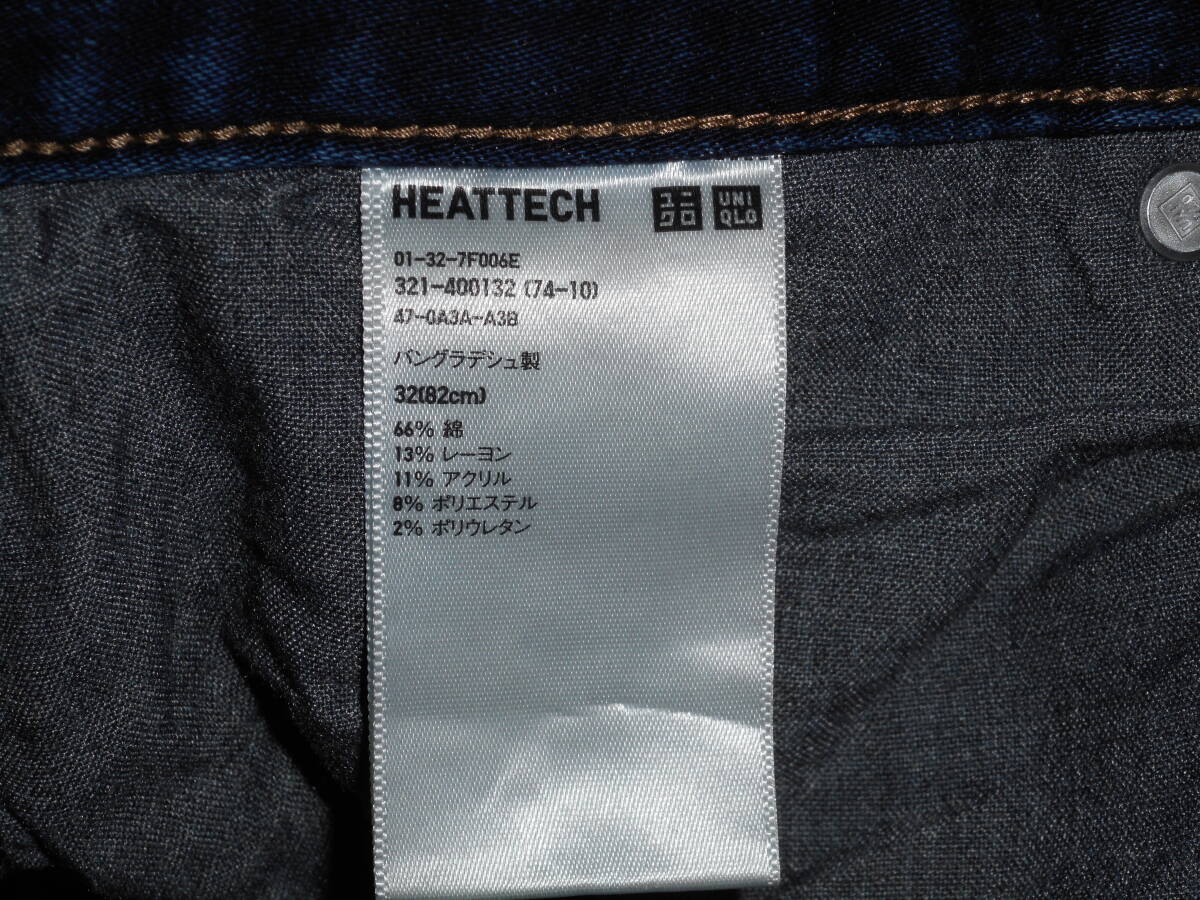 HEATTECH ユニクロ UNIQLO
01-32-7F006E
321-400132 (74-10)
47-0A3A-A3B
バングラデシュ製
32(82cm)
66% 綿
13% レーヨン
11% アクリル
8% ポリエステル
2% ポリウレタン